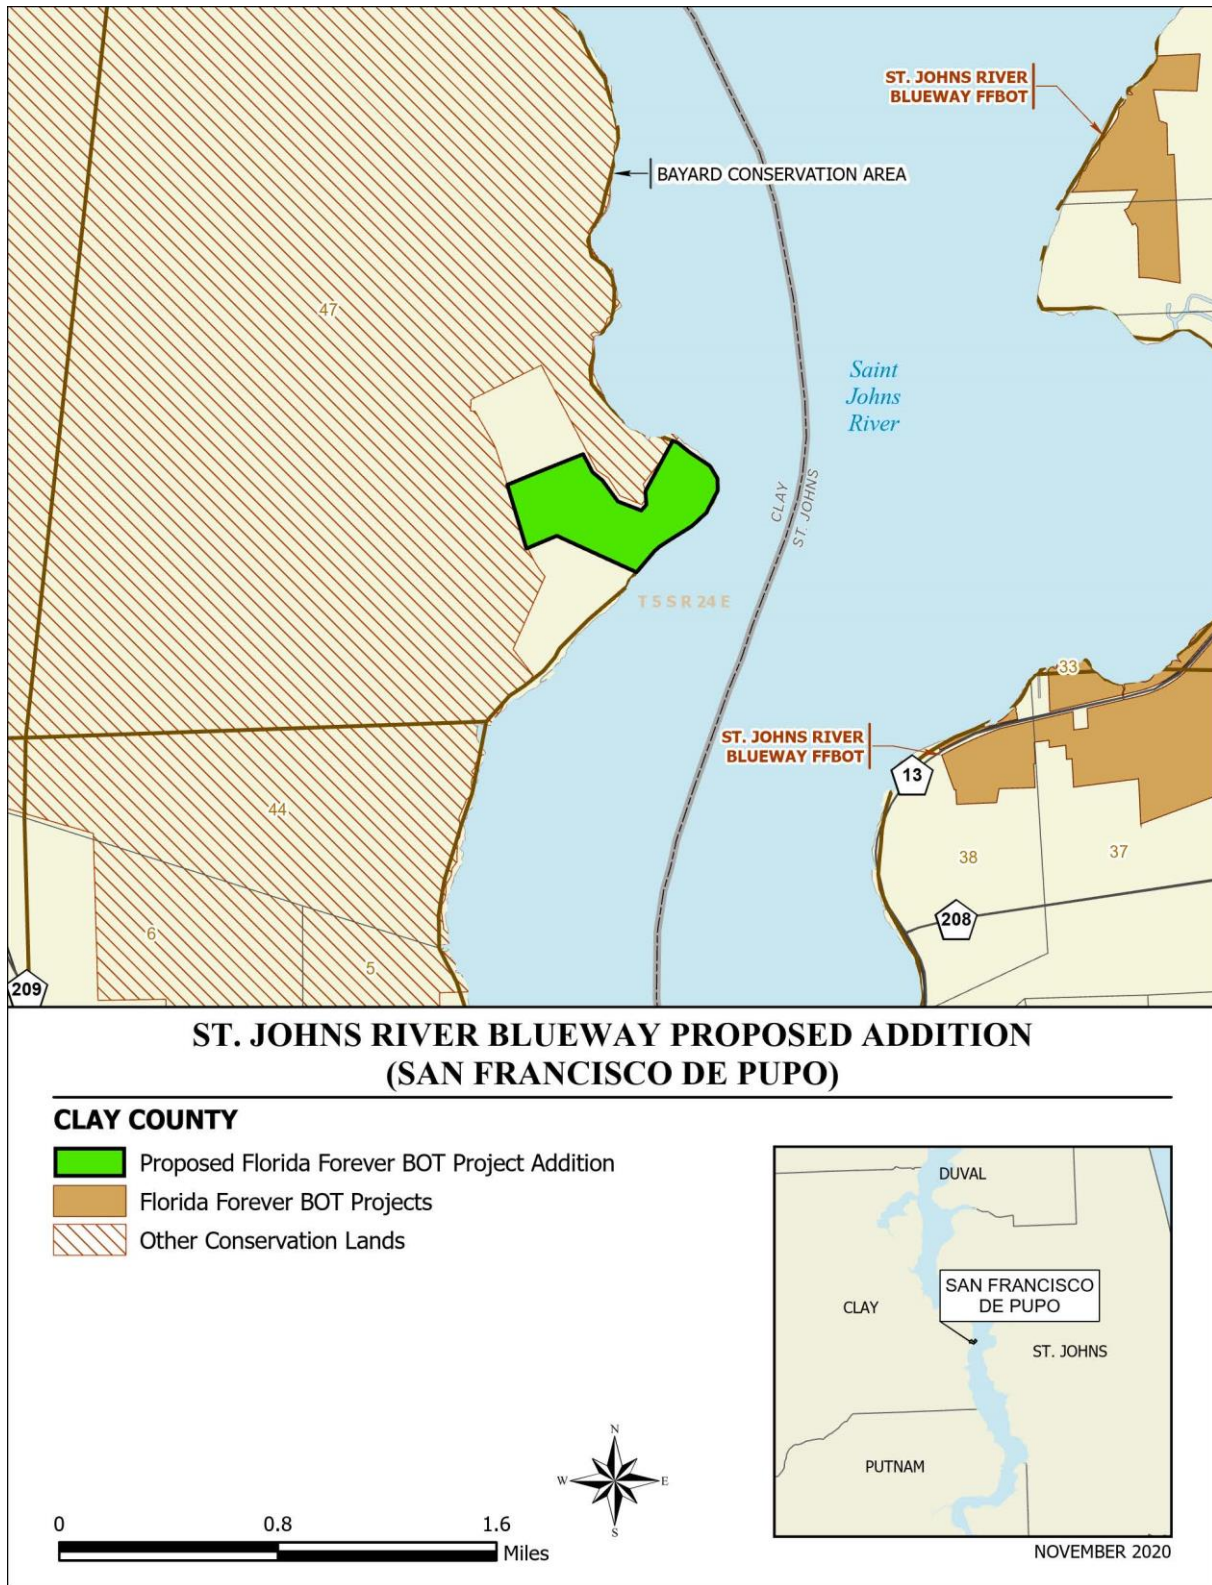 ST. JOHNS RIVER
BLUEWAY FFBOT
BAYARD CONSERVATION AREA
47
Saint
Johns
River
CLAY
ST. JOHNS
T 5 S R 24 E
33
ST. JOHNS RIVER
BLUEWAY FFBOT
13
44
38
37
208
6
5
209
ST. JOHNS RIVER BLUEWAY PROPOSED ADDITION
(SAN FRANCISCO DE PUPO)
CLAY COUNTY
Proposed Florida Forever BOT Project Addition
Florida Forever BOT Projects
Other Conservation Lands
DUVAL
SAN FRANCISCO
DE PUPO
CLAY
ST. JOHNS
PUTNAM
N
W
E
S
0
0.8
1.6
Miles
NOVEMBER 2020